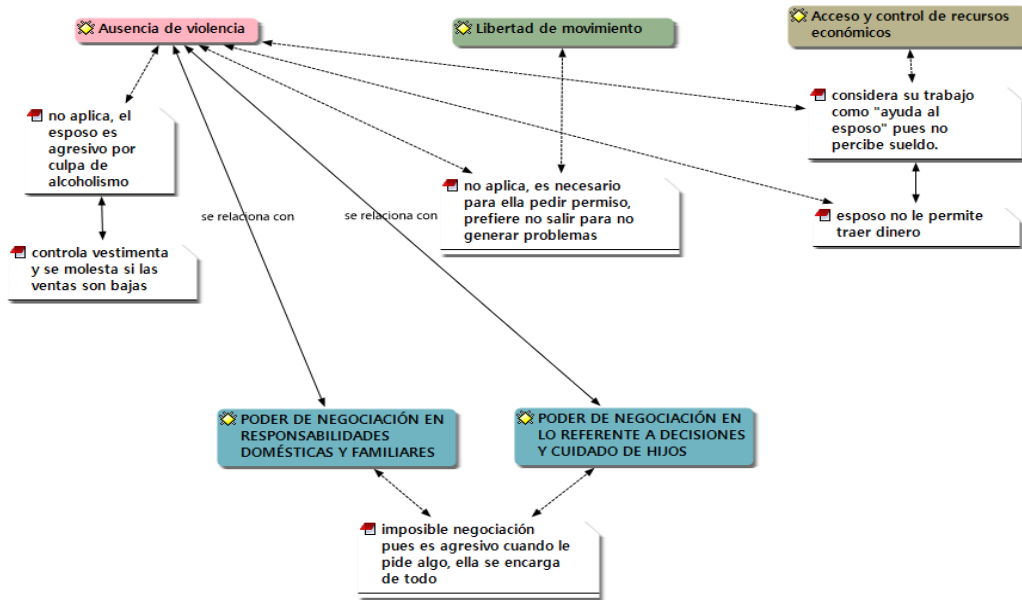 Ausencia de violencia
Libertad de movimiento
Acceso y control de recursos
económicos
no aplica, el
esposo es
agresivo por
culpa de
alcoholismo
considera su trabajo
como "ayuda al
esposo" pues no
percibe sueldo.
no aplica, es necesario
para ella pedir permiso,
prefiere no salir para no
generar problemas
esposo no le permite
traer dinero
se relaciona con
se relaciona con
controla vestimenta
y se molesta si las
ventas son bajas
PODER DE NEGOCIACIÓN EN
RESPONSABILIDADES
DOMÉSTICAS Y FAMILIARES
PODER DE NEGOCIACIÓN EN
LO REFERENTE A DECISIONES
Y CUIDADO DE HIJOS
imposible negociación
pues es agresivo cuando le
pide algo, ella se encarga
de todo